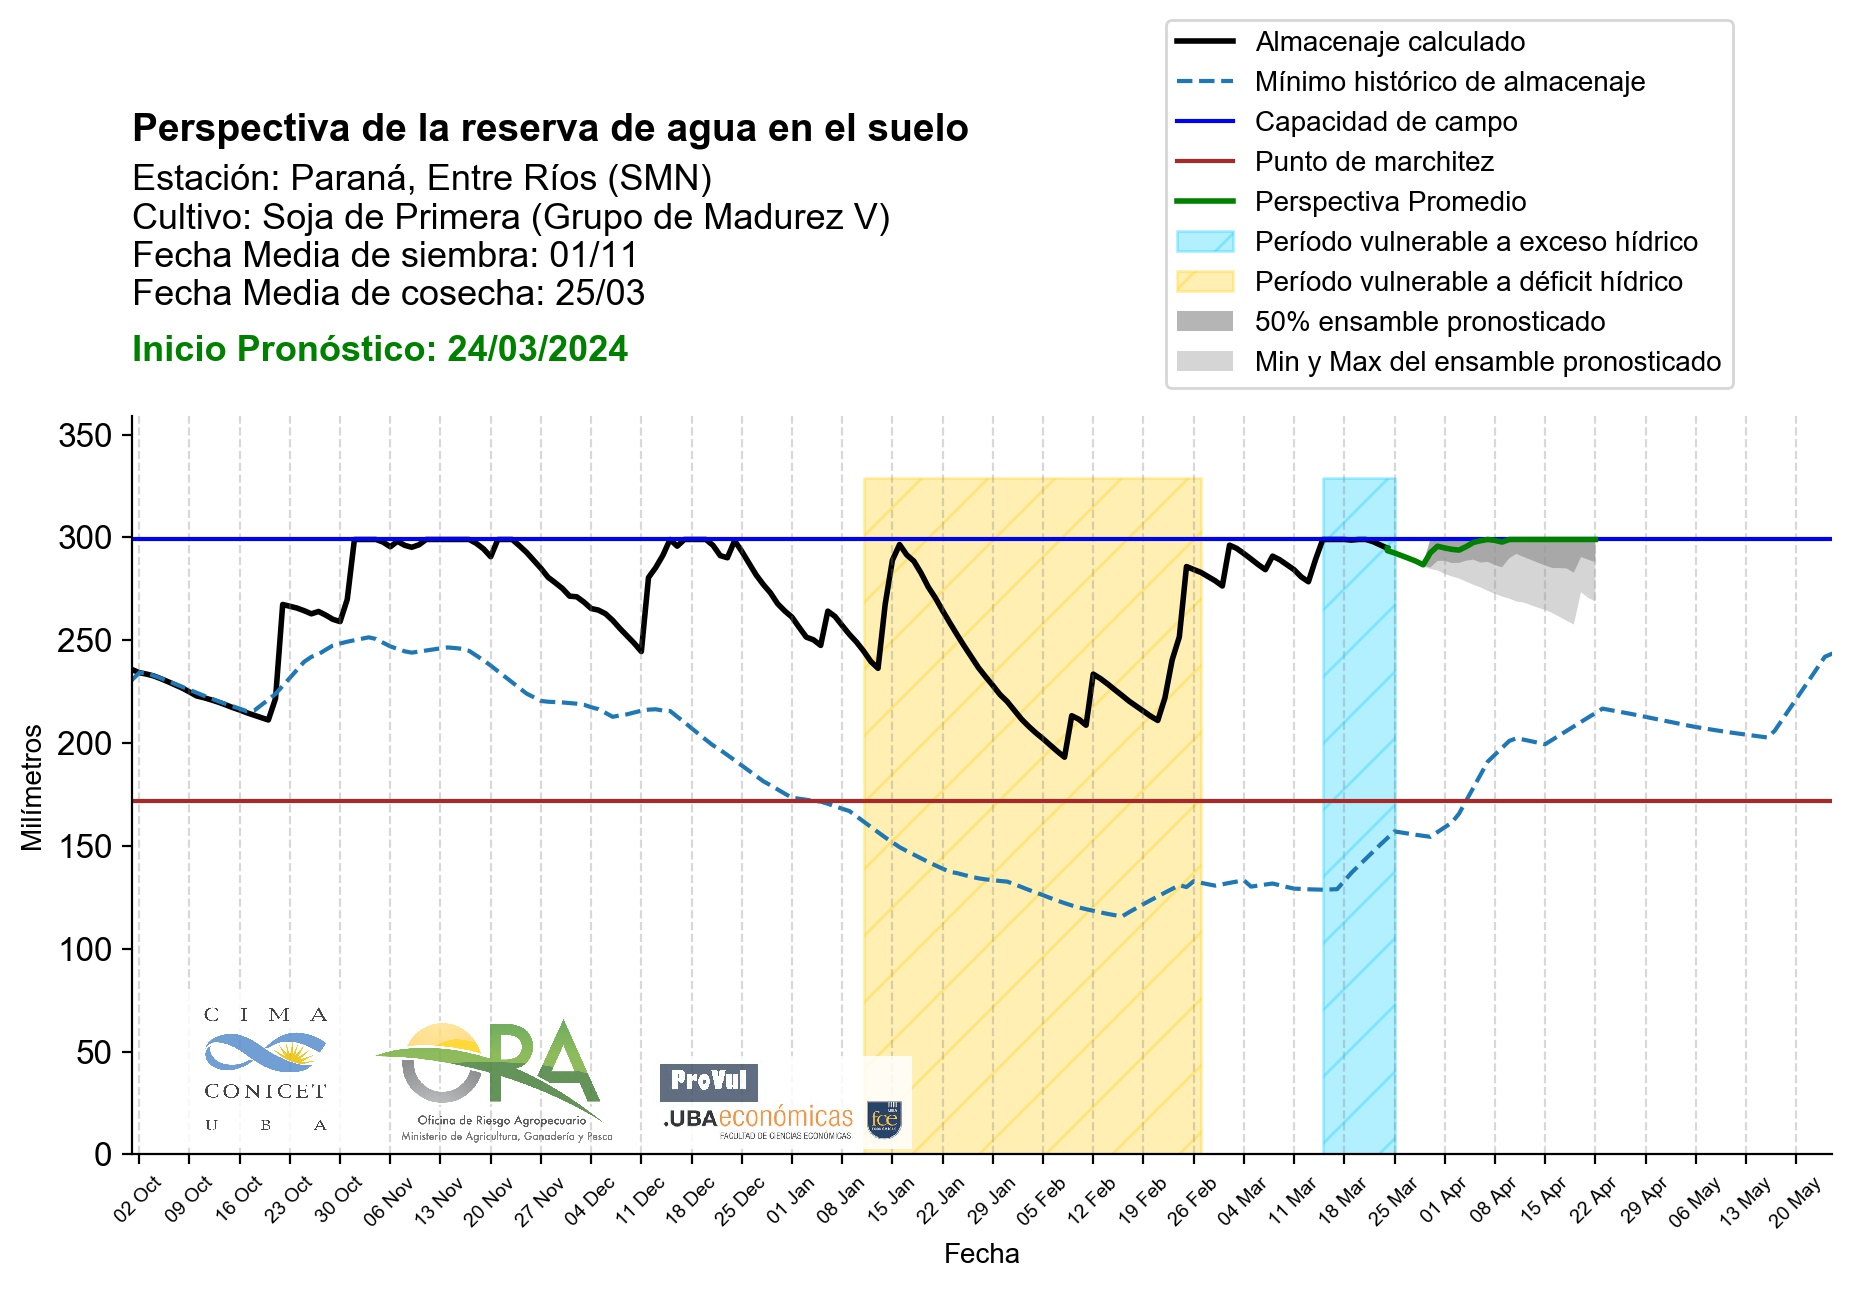 Almacenaje calculado
Mínimo histórico de almacenaje
Capacidad de campo
Punto de marchitez
Perspectiva Promedio
Período vulnerable a exceso hídrico
Período vulnerable a déficit hídrico
50% ensamble pronosticado
Min y Max del ensamble pronosticado
Perspectiva de la reserva de agua en el suelo
Estación: Paraná, Entre Ríos (SMN)
Cultivo: Soja de Primera (Grupo de Madurez V)
Fecha Media de siembra: 01/11
Fecha Media de cosecha: 25/03
Inicio Pronóstico: 24/03/2024
350
300
250
200
150
100
50
0
Milímetros
CIMA
CONICET
UBA
ORA
Oficina de Riesgo Agropecuario
Ministerio de Agricultura, Ganadería y Pesca
ProVul
.UBAeconómicas
FACULTAD DE CIENCIAS ECONÓMICAS
fce
02 Oct
09 Oct
16 Oct
23 Oct
30 Oct
06 Nov
13 Nov
20 Nov
27 Nov
04 Dec
11 Dec
18 Dec
25 Dec
01 Jan
08 Jan
15 Jan
22 Jan
29 Jan
05 Feb
12 Feb
19 Feb
26 Feb
04 Mar
11 Mar
18 Mar
25 Mar
01 Apr
08 Apr
15 Apr
22 Apr
29 Apr
06 May
13 May
20 May
Fecha